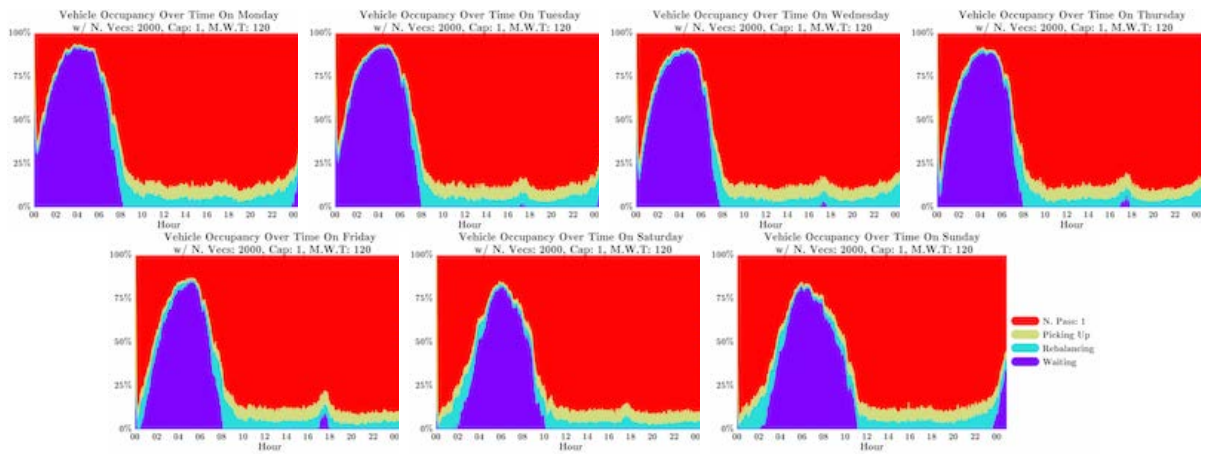 Vehicle Occupancy Over Time On Monday
w/ N. Vecs: 2000, Cap: 1, M.W.T: 120
100%
75%
50%
25%
0%
00 02 04 06 08 10 12 14 16 18 20 22 00
Hour
Vehicle Occupancy Over Time On Tuesday
w/ N. Vecs: 2000, Cap: 1, M.W.T: 120
100%
75%
50%
25%
0%
00 02 04 06 08 10 12 14 16 18 20 22 00
Hour
Vehicle Occupancy Over Time On Wednesday
w/ N. Vecs: 2000, Cap: 1, M.W.T: 120
100%
75%
50%
25%
0%
00 02 04 06 08 10 12 14 16 18 20 22 00
Hour
Vehicle Occupancy Over Time On Thursday
w/ N. Vecs: 2000, Cap: 1, M.W.T: 120
100%
75%
50%
25%
0%
00 02 04 06 08 10 12 14 16 18 20 22 00
Hour
Vehicle Occupancy Over Time On Friday
w/ N. Vecs: 2000, Cap: 1, M.W.T: 120
100%
75%
50%
25%
0%
00 02 04 06 08 10 12 14 16 18 20 22 00
Hour
Vehicle Occupancy Over Time On Saturday
w/ N. Vecs: 2000, Cap: 1, M.W.T: 120
100%
75%
50%
25%
0%
00 02 04 06 08 10 12 14 16 18 20 22 00
Hour
Vehicle Occupancy Over Time On Sunday
w/ N. Vecs: 2000, Cap: 1, M.W.T: 120
100%
75%
50%
25%
0%
00 02 04 06 08 10 12 14 16 18 20 22 00
Hour
N. Pass: 1
Picking Up
Rebalancing
Waiting